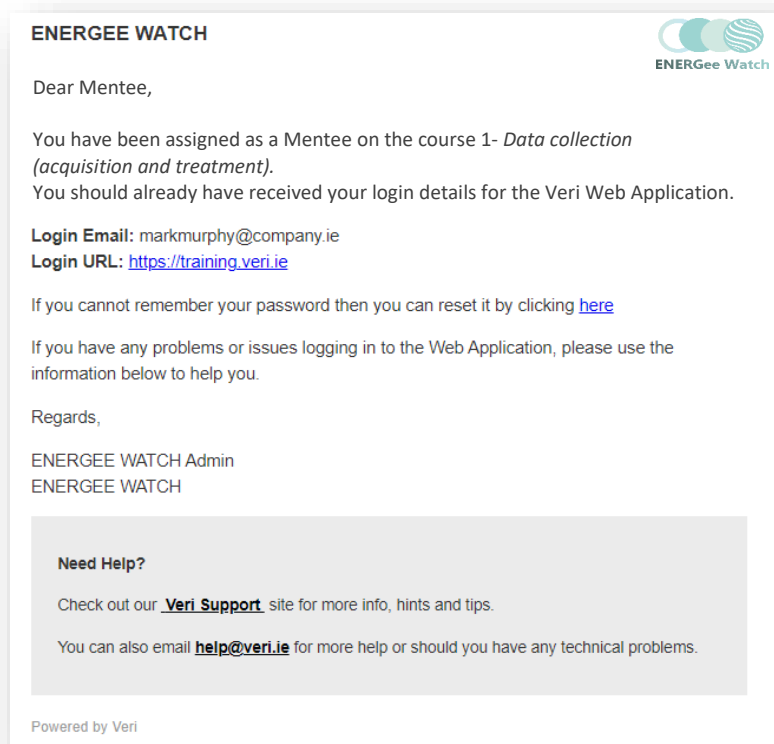 ENERGEE WATCH
ENERGee Watch
Dear Mentee,
You have been assigned as a Mentee on the course 1- Data collection
(acquisition and treatment).
You should already have received your login details for the Veri Web Application.
Login Email: markmurphy@company.ie
Login URL: https://training.veri.ie
If you cannot remember your password then you can reset it by clicking here
If you have any problems or issues logging in to the Web Application, please use the
information below to help you.
Regards,
ENERGEE WATCH Admin
ENERGEE WATCH
Need Help?
Check out our Veri Support site for more info, hints and tips.
You can also email help@veri.ie for more help or should you have any technical problems.
Powered by Veri